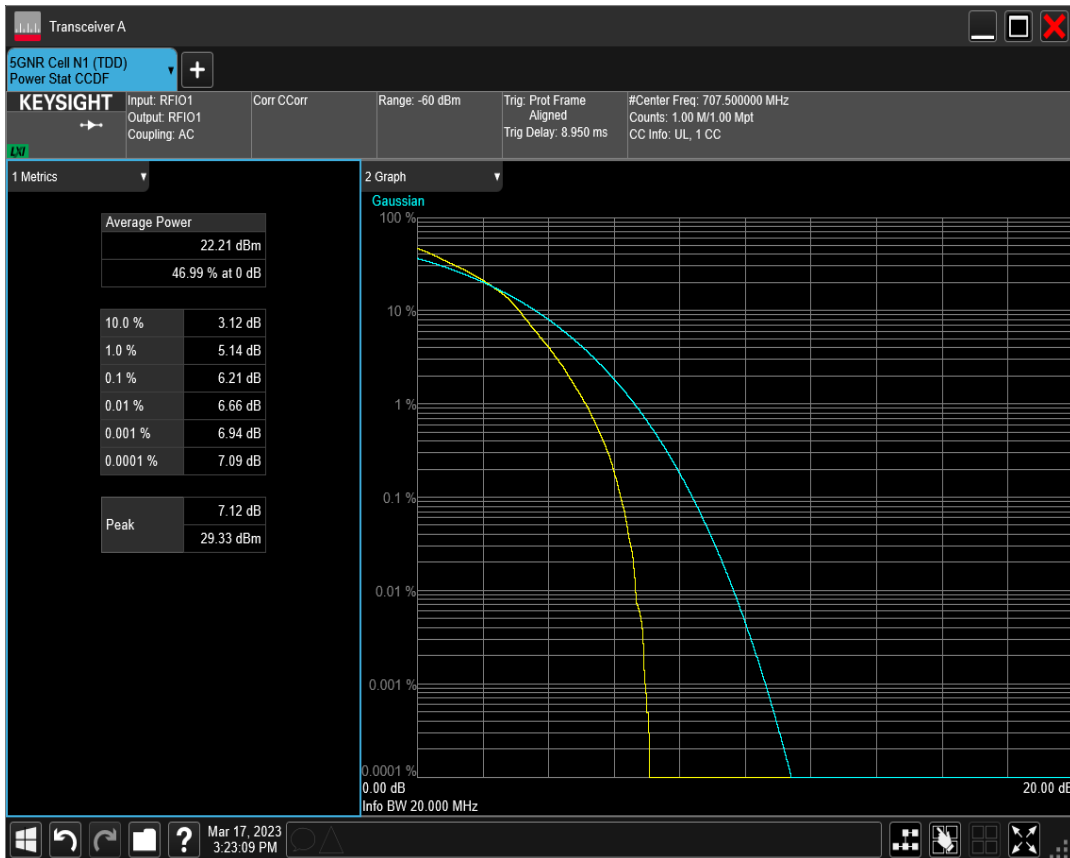 Transceiver A
5GNR Cell N1 (TDD)
Power Stat CCDF
+
KEYSIGHT
LXI
Input: RFIO1
Output: RFIO1
Coupling: AC
Corr CCorr
Range: -60 dBm
Trig: Prot Frame
Aligned
Trig Delay: 8.950 ms
#Center Freq: 707.500000 MHz
Counts: 1.00 M/1.00 Mpt
CC Info: UL, 1 CC
1 Metrics
Average Power
22.21 dBm
46.99 % at 0 dB
10.0 % 3.12 dB
1.0 % 5.14 dB
0.1 % 6.21 dB
0.01 % 6.66 dB
0.001 % 6.94 dB
0.0001 % 7.09 dB
Peak
7.12 dB
29.33 dBm
2 Graph
Gaussian
100 %
10 %
1 %
0.1 %
0.01 %
0.001 %
0.0001 %
0.00 dB 20.00 dB
Info BW 20.000 MHz
?
Mar 17, 2023
3:23:09 PM